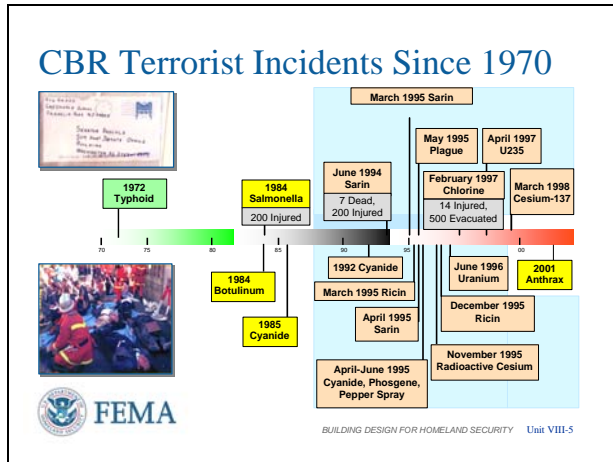 CBR Terrorist Incidents Since 1970
March 1995 Sarin
May 1995
Plague
April 1997
U235
June 1994
Sarin
7 Dead,
200 Injured
February 1997
Chlorine
14 Injured,
500 Evacuated
March 1998
Cesium-137
1972
Typhoid
1984
Salmonella
200 Injured
70
75
80
85
90
95
00
1984
Botulinum
1985
Cyanide
1992 Cyanide
March 1995 Ricin
April 1995
Sarin
April-June 1995
Cyanide, Phosgene,
Pepper Spray
June 1996
Uranium
December 1995
Ricin
November 1995
Radioactive Cesium
2001
Anthrax
FEMA
BUILDING DESIGN FOR HOMELAND SECURITY
Unit VIII-5